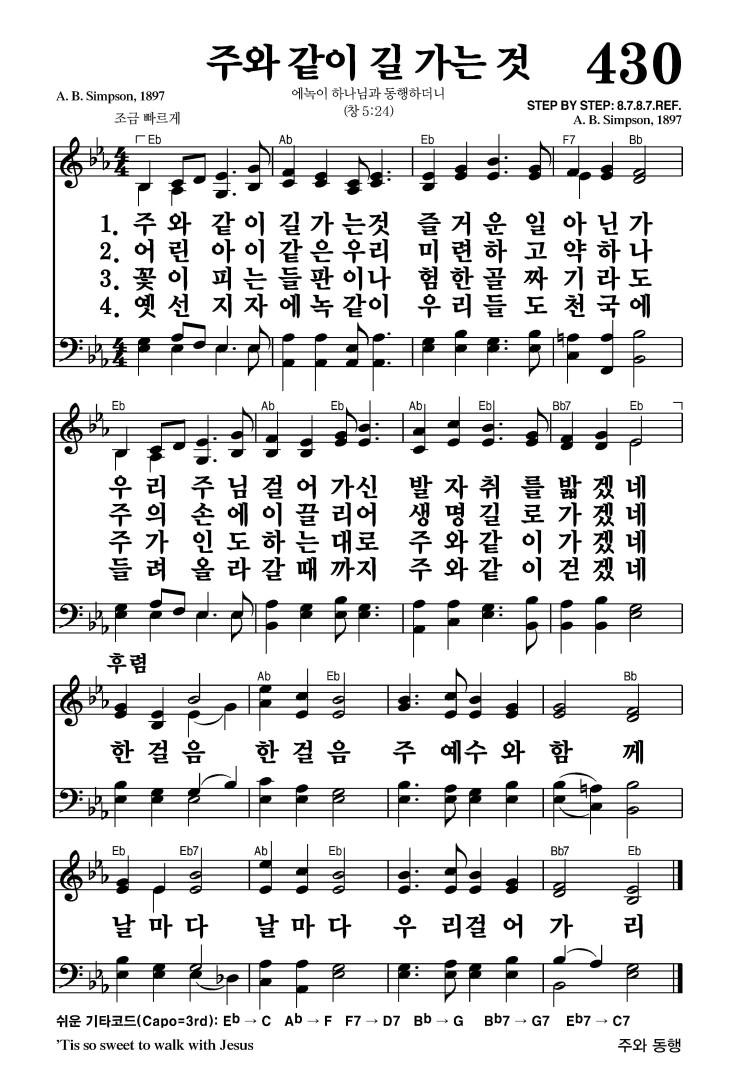 주와 같이 길 가는 것 430
A. B. Simpson, 1897
에녹이 하나님과 동행하더니
(창 5:24)
STEP BY STEP: 8.7.8.7.REF.
A. B. Simpson, 1897
조금 빠르게
Eb Ab Eb F7 Bb
1. 주 와 같 이 길 가 는것 즐 거 운 일 아 닌 가
2. 어 린 아 이 같 은우리 미 련 하 고 약 하 나
3. 꽃 이 피 는 들 판 이나 험 한 골 짜 기 라 도
4. 옛 선 지 자 에 녹 같이 우 리 들 도 천 국 에
Eb Ab Eb Ab Eb Bb7 Eb
우 리 주 님 걸 어 가신 발 자 취 를 밟 겠 네
주 의 손 에 이 끌 리어 생 명 길 로 가 겠 네
주 가 인 도 하 는 대로 주 와 같 이 가 겠 네
들 려 올 라 갈 때 까지 주 와 같 이 걷 겠 네
후렴
Ab Eb Bb
한 걸 음 한 걸 음 주 예수 와 함 께
Eb Eb7 Ab Eb Bb7 Eb
날 마 다 날 마 다 우 리걸 어 가 리
쉬운 기타코드(Capo=3rd): Eb → C Ab → F F7 → D7 Bb → G Bb7 → G7 Eb7 → C7
’Tis so sweet to walk with Jesus 주와 동행